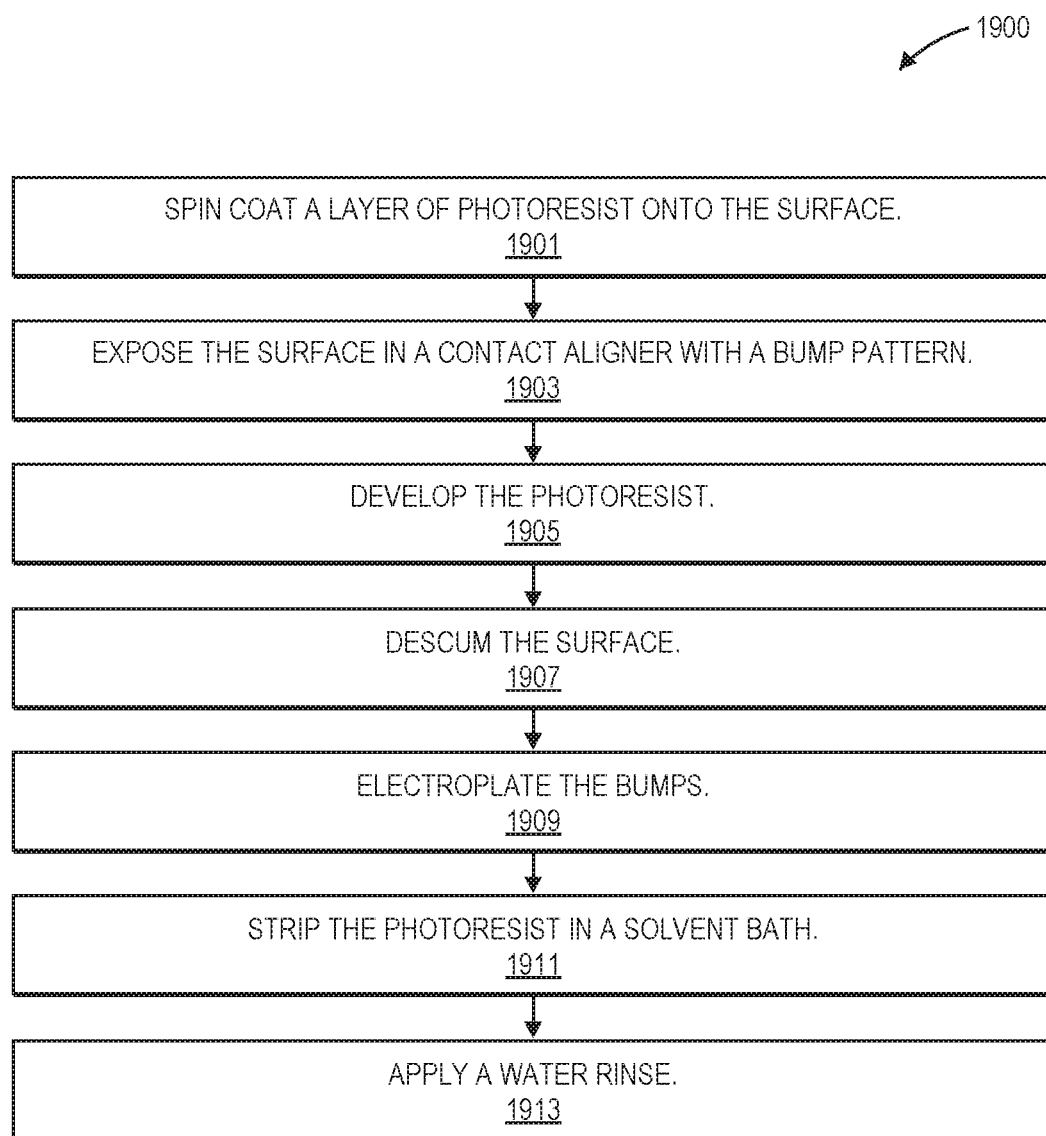 1900
SPIN COAT A LAYER OF PHOTORESIST ONTO THE SURFACE.
1901
EXPOSE THE SURFACE IN A CONTACT ALIGNER WITH A BUMP PATTERN.
1903
DEVELOP THE PHOTORESIST.
1905
DESCUM THE SURFACE.
1907
ELECTROPLATE THE BUMPS.
1909
STRIP THE PHOTORESIST IN A SOLVENT BATH.
1911
APPLY A WATER RINSE.
1913